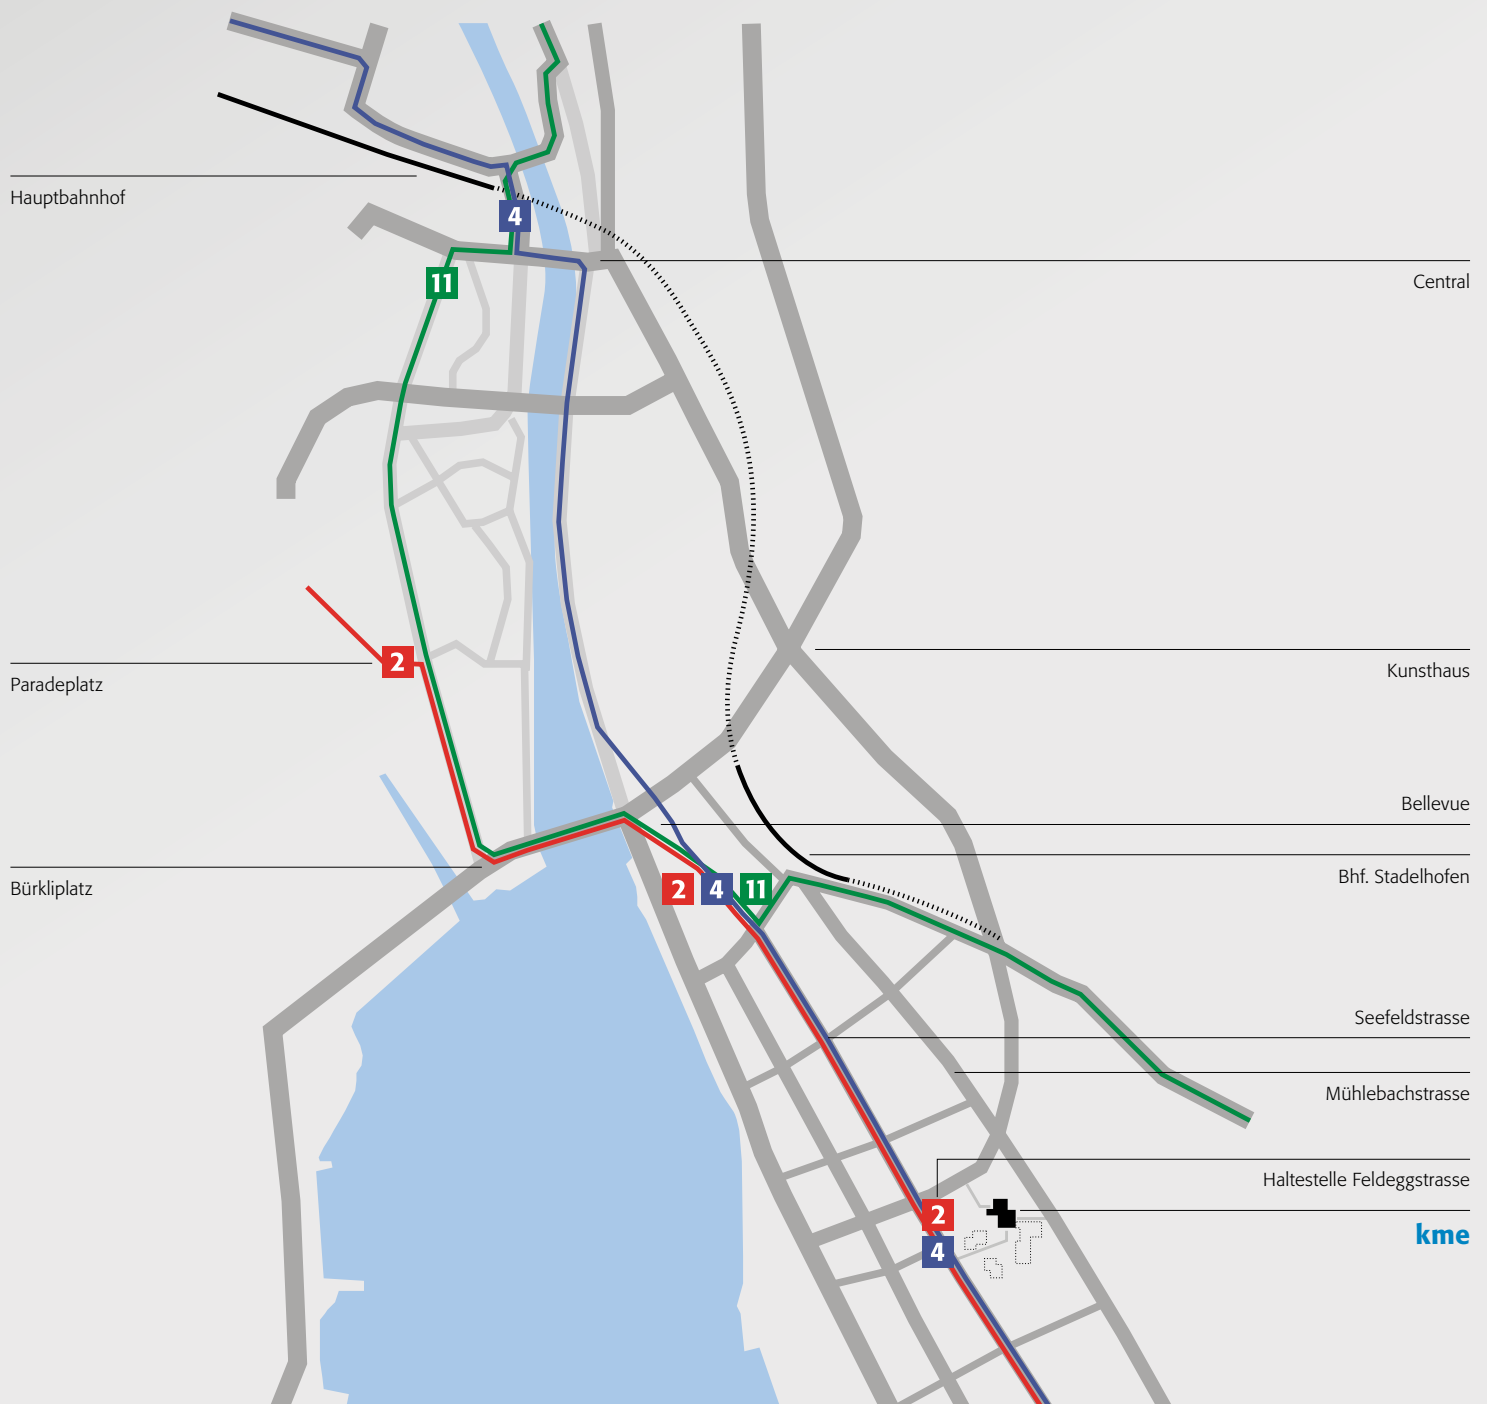 Hauptbahnhof
4
11
Central
2
Paradeplatz
Kunsthaus
Bellevue
Bürkliplatz
2 4 11
Bhf. Stadelhofen
Seefeldstrasse
Mühlebachstrasse
Haltestelle Feldeggstrasse
2
kme
4